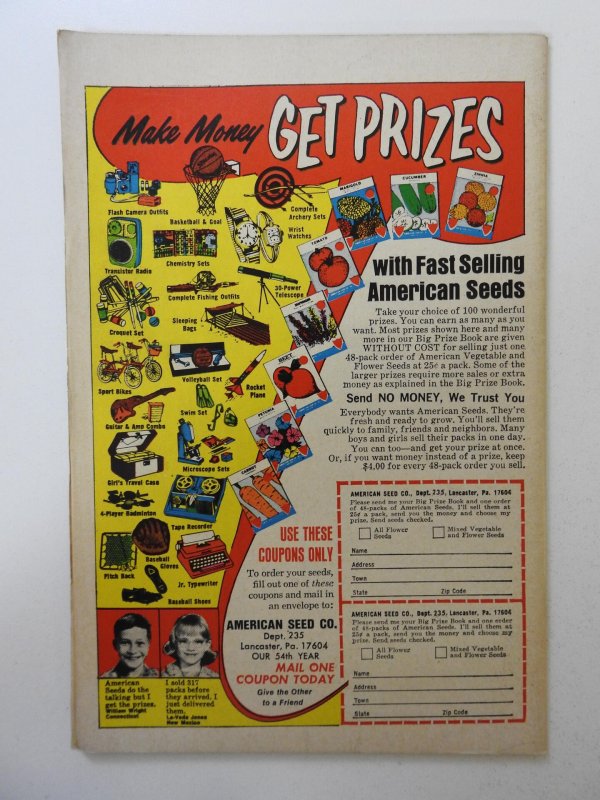 Make Money GET PRIZES
Flash Camera Outfits
Basketball & Goal
Complete
Archery Sets
Wrist
Watches
Transistor Radio
Chemistry Sets
Complete Fishing Outfits
30-Power
Telescope
Croquet Set
Sleeping
Bags
Volleyball Set
Rocket
Plane
Sport Bikes
Swim Set
Guitar & Amp Combo
Microscope Sets
Girl's Travel Case
4-Player Badminton
Tape Recorder
Baseball
Gloves
Pitch Back
Jr. Typewriter
Baseball Shoes
MARIGOLD
CUCUMBER
ZINNIA
TOMATO
BEET
PETUNIA
CARROT
with Fast Selling
American Seeds
Take your choice of 100 wonderful
prizes. You can earn as many as you
want. Most prizes shown here and many
more in our Big Prize Book are given
WITHOUT COST for selling just one
48-pack order of American Vegetable and
Flower Seeds at 25¢ a pack. Some of the
larger prizes require more sales or extra
money as explained in the Big Prize Book.
Send NO MONEY, We Trust You
Everybody wants American Seeds. They're
fresh and ready to grow. You'll sell them
quickly to family, friends and neighbors. Many
boys and girls sell their packs in one day.
You can too—and get your prize at once.
Or, if you want money instead of a prize, keep
$4.00 for every 48-pack order you sell.
USE THESE
COUPONS ONLY
To order your seeds,
fill out one of these
coupons and mail in
an envelope to:
AMERICAN SEED CO.
Dept. 235
Lancaster, Pa. 17604
OUR 54th YEAR
MAIL ONE
COUPON TODAY
Give the Other
to a Friend
American
Seeds do the
talking but I
get the prizes.
William Wright
Connecticut
I sold 317
packs before
they arrived. I
just delivered
them.
La-Veda Jones
New Mexico
AMERICAN SEED CO., Dept. 235, Lancaster, Pa. 17604
Please send me your Big Prize Book and one order
of 48-packs of American Seeds. I'll sell them at
25¢ a pack, send you the money and choose my
prize. Send seeds checked.
All Flower
Seeds
Mixed Vegetable
and Flower Seeds
Name
Address
Town
State Zip Code
AMERICAN SEED CO., Dept. 235, Lancaster, Pa. 17604
Please send me your Big Prize Book and one order
of 48-packs of American Seeds. I'll sell them at
25¢ a pack, send you the money and choose my
prize. Send seeds checked.
All Flower
Seeds
Mixed Vegetable
and Flower Seeds
Name
Address
Town
State Zip Code